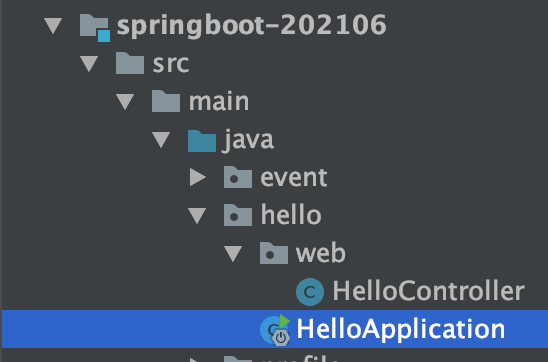 springboot-202106
src
main
java
event
hello
web
HelloController
HelloApplication